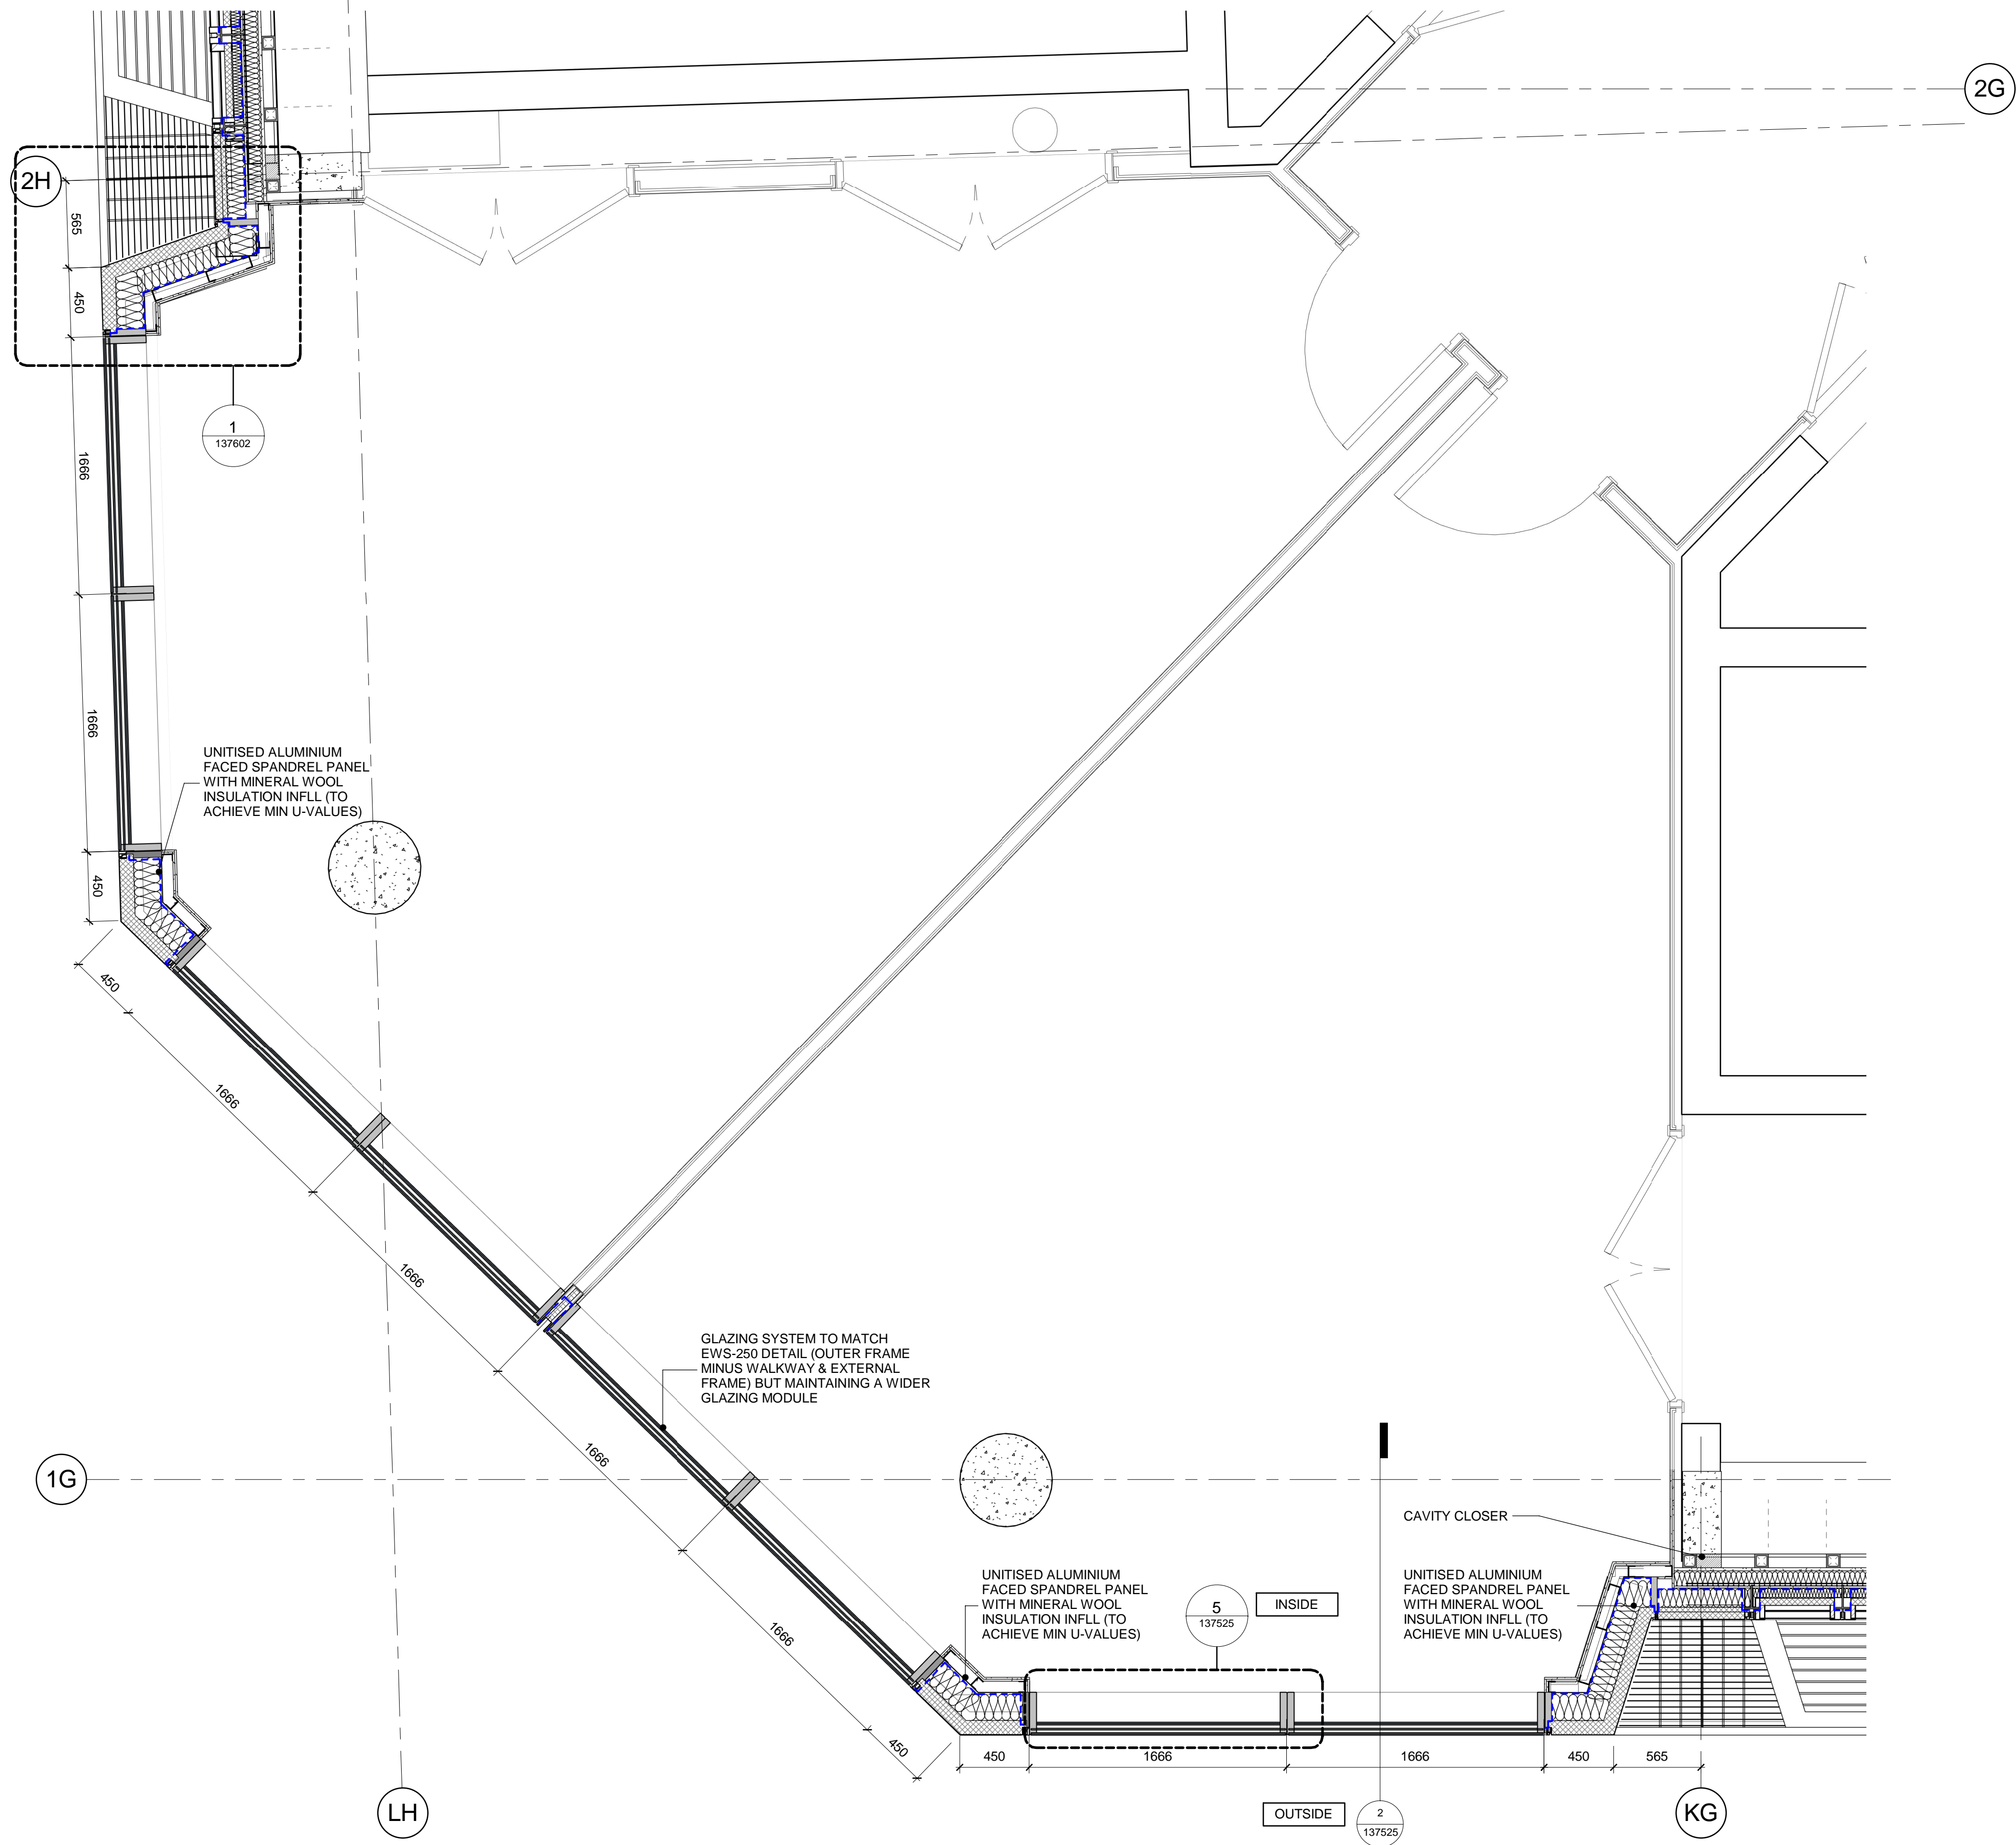 2G
2H
565
450
1
137602
1666
1666
UNITISED ALUMINIUM
FACED SPANDREL PANEL
WITH MINERAL WOOL
INSULATION INFLL (TO
ACHIEVE MIN U-VALUES)
450
450
1666
1666
GLAZING SYSTEM TO MATCH
EWS-250 DETAIL (OUTER FRAME
MINUS WALKWAY & EXTERNAL
FRAME) BUT MAINTAINING A WIDER
GLAZING MODULE
1666
1G
CAVITY CLOSER
UNITISED ALUMINIUM
FACED SPANDREL PANEL
WITH MINERAL WOOL
INSULATION INFLL (TO
ACHIEVE MIN U-VALUES)
5
137525
INSIDE
UNITISED ALUMINIUM
FACED SPANDREL PANEL
WITH MINERAL WOOL
INSULATION INFLL (TO
ACHIEVE MIN U-VALUES)
1666
450
450
1666
1666
450
565
LH
OUTSIDE
2
137525
KG